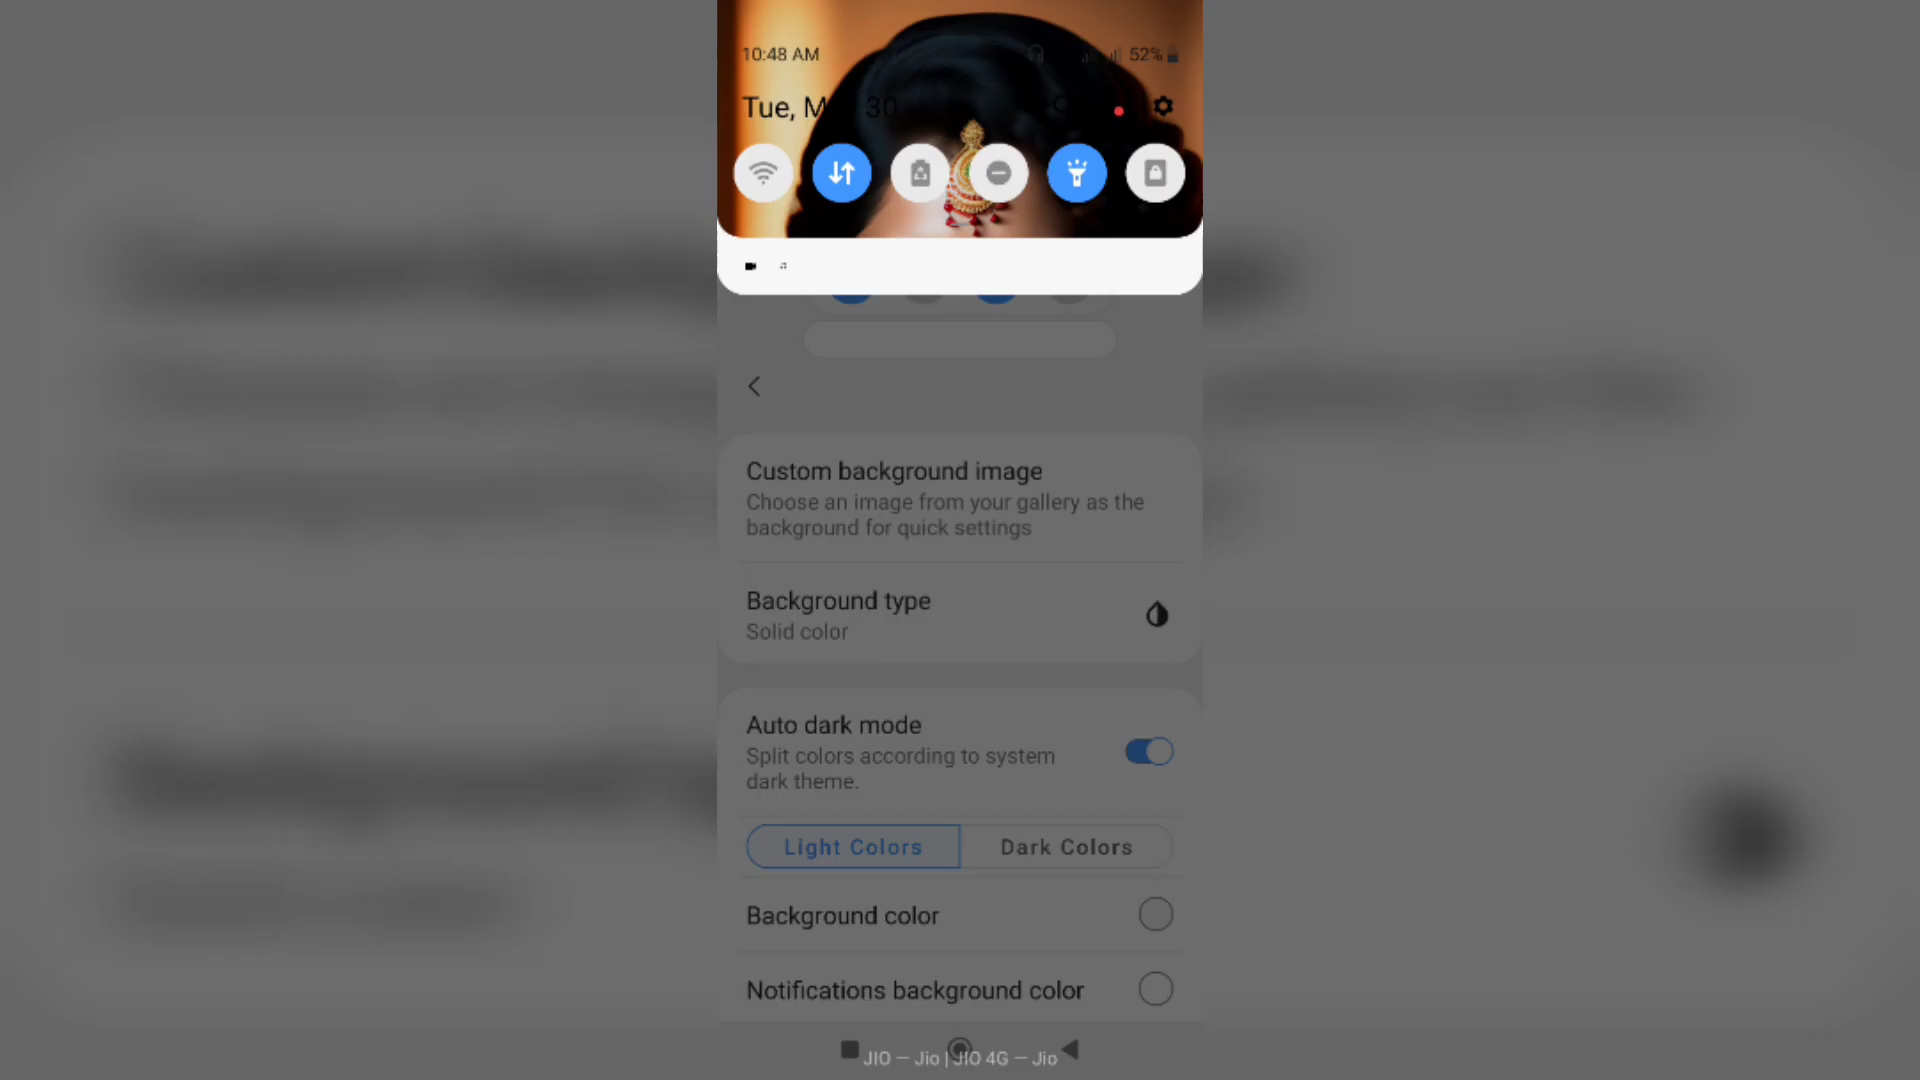 10:48 AM
52%
Tue, M 30
Custom background image
Choose an image from your gallery as the
background for quick settings
Background type
Solid color
Auto dark mode
Split colors according to system
dark theme.
Light Colors
Dark Colors
Background color
Notifications background color
JIO — Jio | JIO 4G — Jio